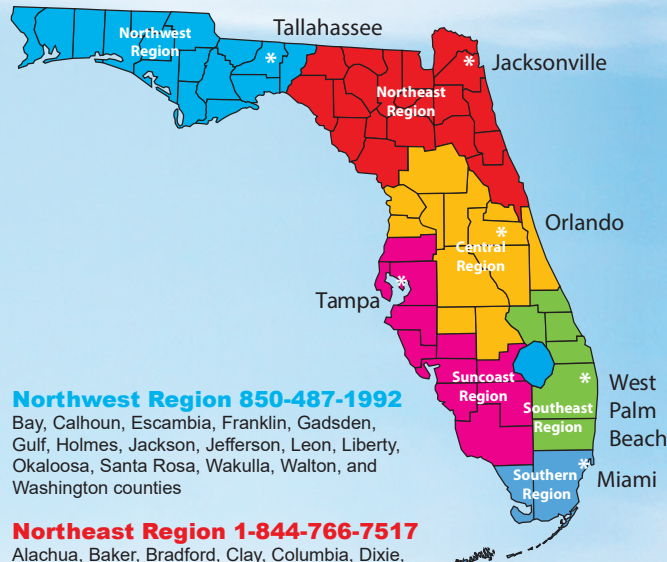 Tallahassee
Northwest
Region
*
*
Jacksonville
Northeast
Region
Orlando
*
Central
Region
*
Tampa
Suncoast
Region
*
West
Palm
Beach
Southeast
Region
*
Miami
Southern
Region
Northwest Region 850-487-1992
Bay, Calhoun, Escambia, Franklin, Gadsden,
Gulf, Holmes, Jackson, Jefferson, Leon, Liberty,
Okaloosa, Santa Rosa, Wakulla, Walton, and
Washington counties
Northeast Region 1-844-766-7517
Alachua, Baker, Bradford, Clay, Columbia, Dixie,